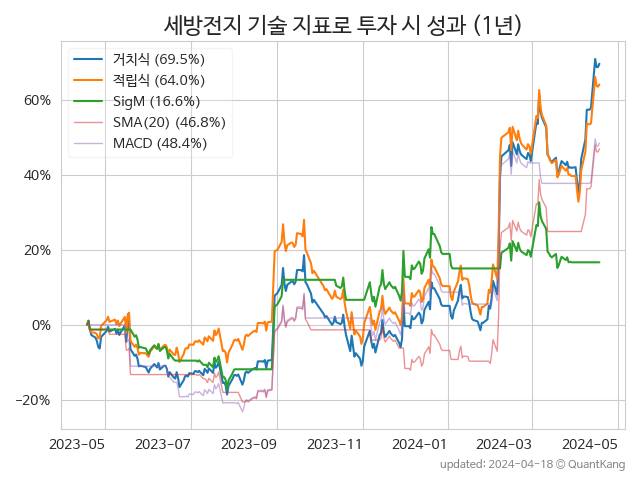 세방전지 기술 지표로 투자 시 성과 (1년)
거치식 (69.5%)
적립식 (64.0%)
SigM (16.6%)
SMA(20) (46.8%)
MACD (48.4%)
60%
40%
20%
0%
−20%
2023-05 2023-07 2023-09 2023-11 2024-01 2024-03 2024-05
updated: 2024-04-18 © QuantKang